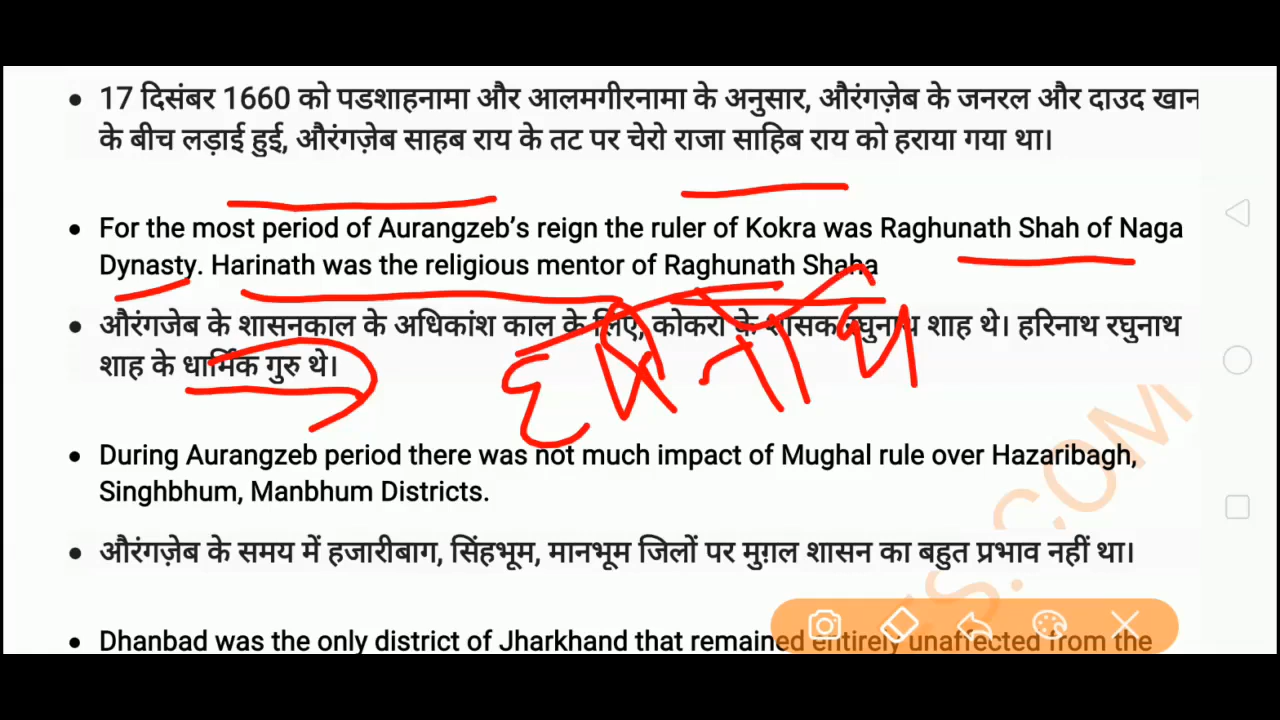 • 17 दिसंबर 1660 को पडशाहनामा और आलमगीरनामा के अनुसार, औरंगज़ेब के जनरल और दाउद खान
के बीच लड़ाई हुई, औरंगज़ेब साहब राय के तट पर चेरो राजा साहिब राय को हराया गया था।
• For the most period of Aurangzeb’s reign the ruler of Kokra was Raghunath Shah of Naga
Dynasty. Harinath was the religious mentor of Raghunath Shaha
• औरंगजेब के शासनकाल के अधिकांश काल के लिए, कोकरा के शासक रघुनाथ शाह थे। हरिनाथ रघुनाथ
शाह के धार्मिक गुरु थे।
• During Aurangzeb period there was not much impact of Mughal rule over Hazaribagh,
Singhbhum, Manbhum Districts.
• औरंगज़ेब के समय में हजारीबाग, सिंहभूम, मानभूम जिलों पर मुग़ल शासन का बहुत प्रभाव नहीं था।
• Dhanbad was the only district of Jharkhand that remained entirely unaffected from the